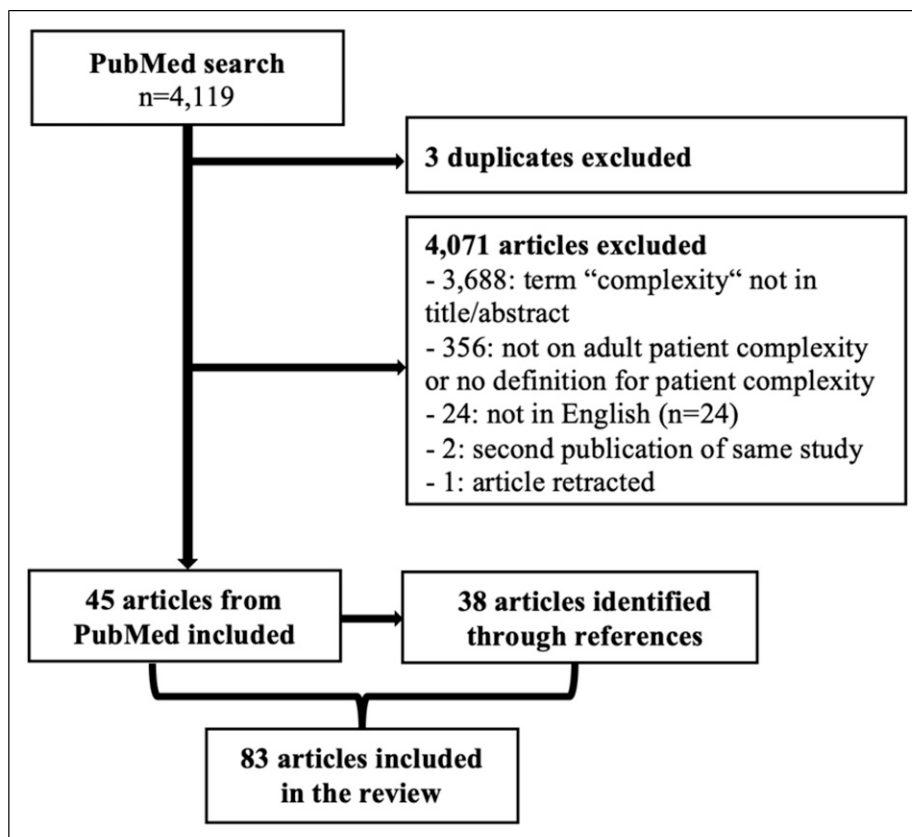 PubMed search
n=4,119
3 duplicates excluded
4,071 articles excluded
- 3,688: term “complexity“ not in
title/abstract
- 356: not on adult patient complexity
or no definition for patient complexity
- 24: not in English (n=24)
- 2: second publication of same study
- 1: article retracted
45 articles from
PubMed included
38 articles identified
through references
83 articles included
in the review